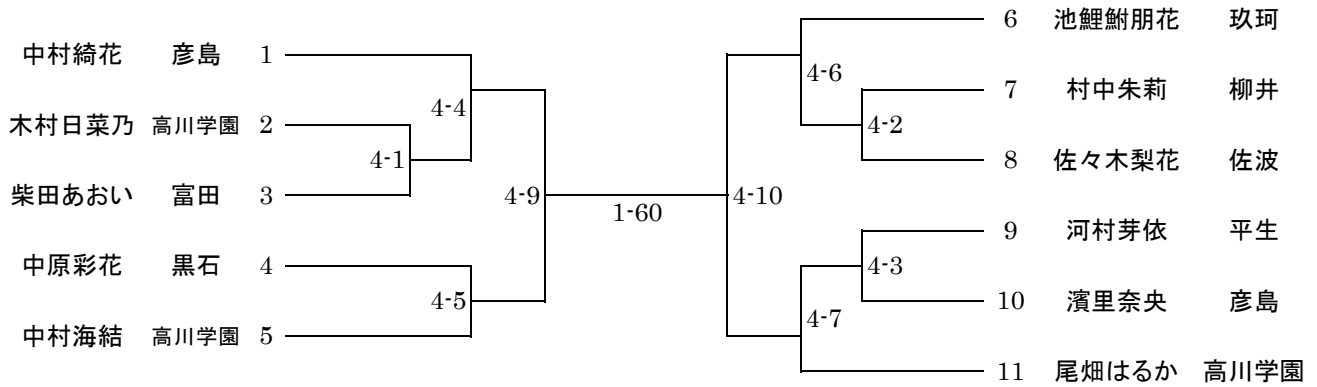 中村綺花 彦島 1
木村日菜乃 高川学園 2
柴田あおい 富田 3
中原彩花 黒石 4
中村海結 高川学園 5
4-4
4-1
4-9
4-5
1-60
4-10
4-6
4-2
4-3
4-7
6 池鯉鮒朋花 玖珂
7 村中朱莉 柳井
8 佐々木梨花 佐波
9 河村芽依 平生
10 濱里奈央 彦島
11 尾畑はるか 高川学園